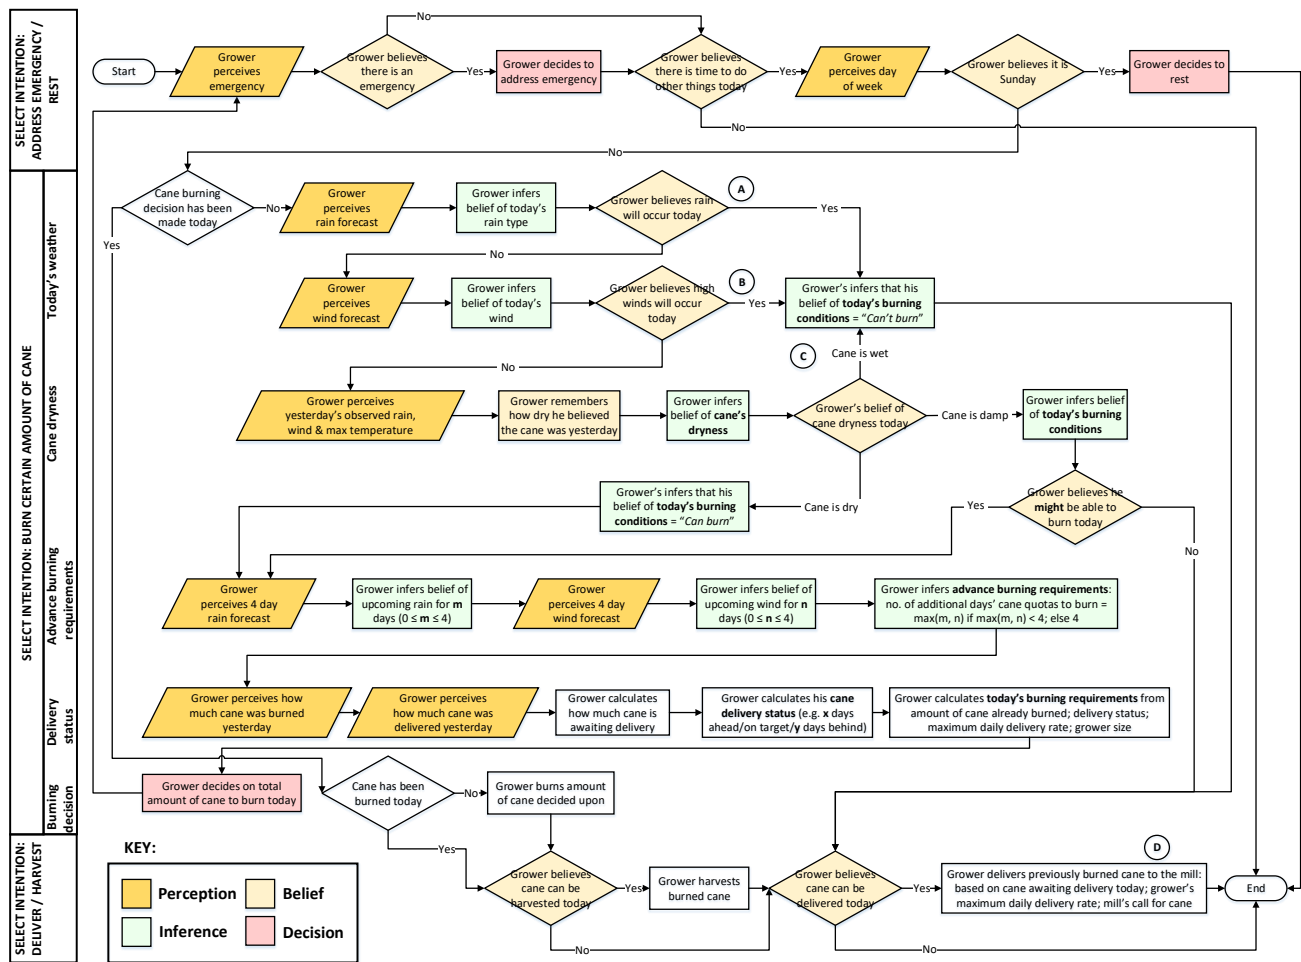 SELECT INTENTION:
ADDRESS EMERGENCY /
REST
Start
Grower
perceives
emergency
Grower believes
there is an
emergency
No
Yes
Grower decides to
address emergency
Grower believes
there is time to do
other things today
Yes
No
Grower
perceives day
of week
Grower believes it is
Sunday
Yes
Grower decides to
rest
No
SELECT INTENTION: BURN CERTAIN AMOUNT OF CANE
Today's weather
Cane burning
decision has been
made today
No
Yes
Grower
perceives
rain forecast
Grower infers
belief of today's
rain type
Grower believes rain
will occur today
A
Yes
No
Grower
perceives
wind forecast
Grower infers
belief of today's
wind
Grower believes high
winds will occur
today
B
Yes
No
Grower's infers that his
belief of today's burning
conditions = "Can't burn"
Cane dryness
C
Cane is wet
Grower perceives
yesterday's observed rain,
wind & max temperature
Grower remembers
how dry he believed
the cane was yesterday
Grower infers
belief of cane's
dryness
Grower's belief of
cane dryness today
Cane is damp
Grower infers belief
of today's burning
conditions
Cane is dry
Grower's infers that his
belief of today's burning
conditions = "Can burn"
Grower believes he
might be able to
burn today
Yes
No
Advance burning
requirements
Grower
perceives 4 day
rain forecast
Grower infers belief of
upcoming rain for m
days (0 ≤ m ≤ 4)
Grower
perceives 4 day
wind forecast
Grower infers belief of
upcoming wind for n
days (0 ≤ n ≤ 4)
Grower infers advance burning requirements:
no. of additional days' cane quotas to burn =
max(m, n) if max(m, n) < 4; else 4
Delivery
status
Grower perceives how
much cane was burned
yesterday
Grower perceives
how much cane was
delivered yesterday
Grower calculates
how much cane is
awaiting delivery
Grower calculates his cane
delivery status (e.g. x days
ahead/on target/y days behind)
Grower calculates today's burning requirements from
amount of cane already burned; delivery status;
maximum daily delivery rate; grower size
Burning
decision
Grower decides on total
amount of cane to burn today
Cane has been
burned today
No
Yes
Grower burns amount
of cane decided upon
SELECT INTENTION:
DELIVER / HARVEST
KEY:
Perception
Belief
Inference
Decision
Grower believes
cane can be
harvested today
Yes
No
Grower harvests
burned cane
Grower believes
cane can be
delivered today
Yes
No
D
Grower delivers previously burned cane to the mill:
based on cane awaiting delivery today; grower's
maximum daily delivery rate; mill's call for cane
End